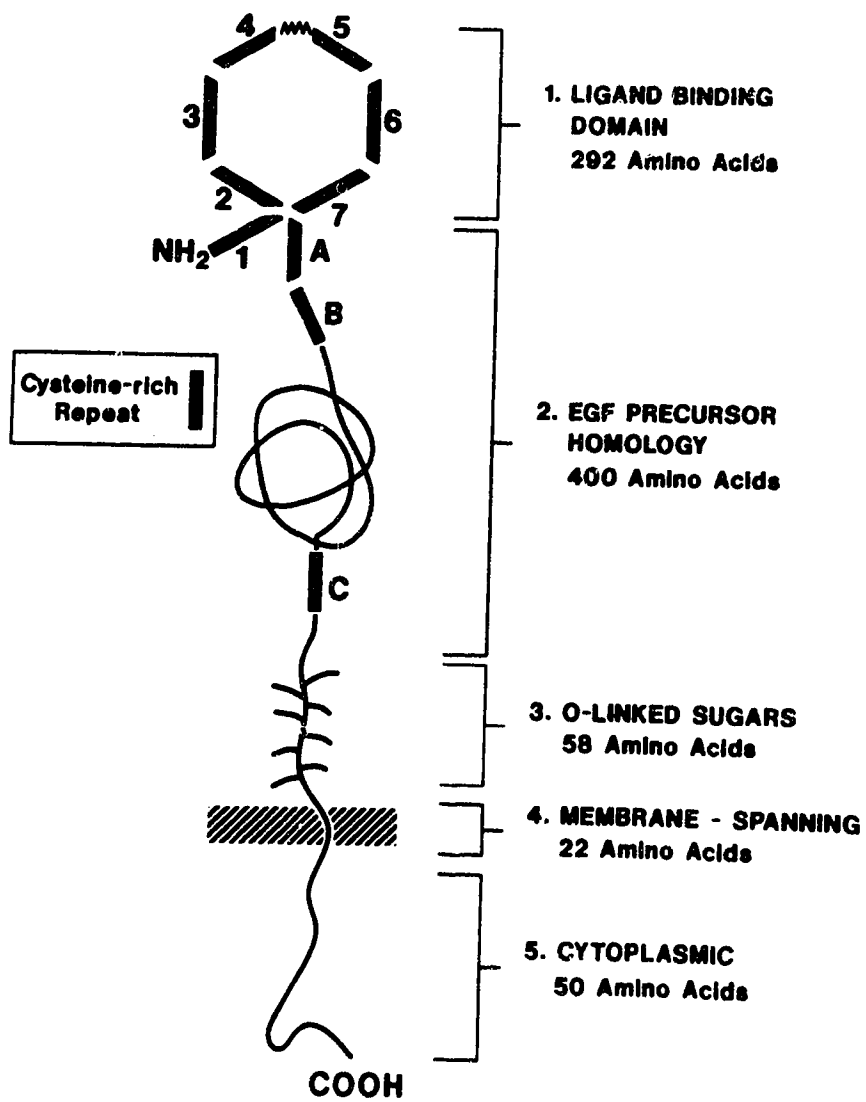 4
5
3
6
2
7
NH2
1
A
B
Cysteine-rich
Repeat
C
COOH
1. LIGAND BINDING
DOMAIN
292 Amino Acids
2. EGF PRECURSOR
HOMOLOGY
400 Amino Acids
3. O-LINKED SUGARS
58 Amino Acids
4. MEMBRANE - SPANNING
22 Amino Acids
5. CYTOPLASMIC
50 Amino Acids